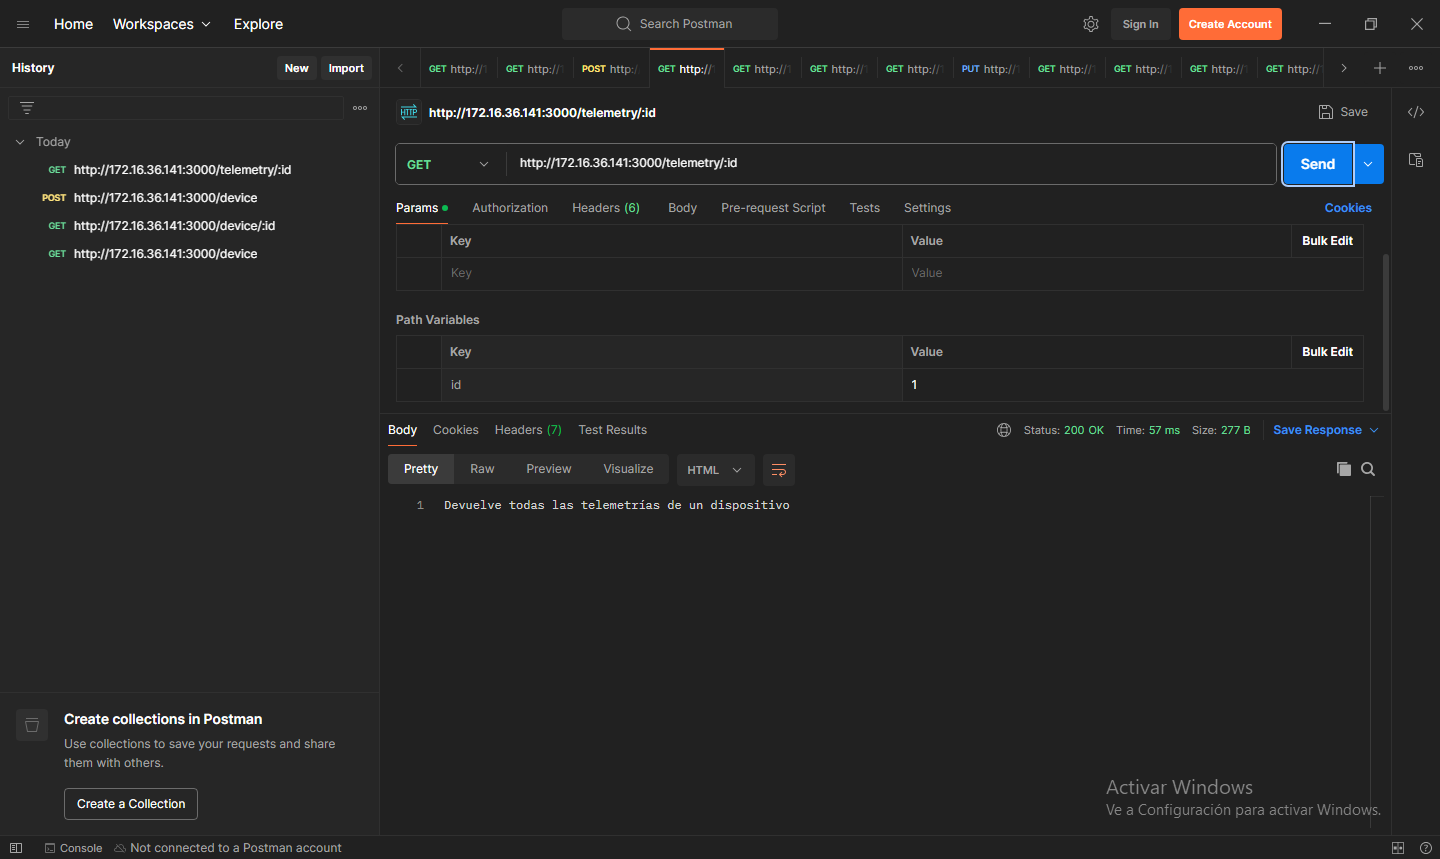 Home Workspaces Explore Search Postman Sign In Create Account
History New Import
GET http:// GET http:// POST http: GET http:// GET http:// GET http:// GET http:// PUT http:// GET http:// GET http:// GET http:// GET http://
HTTP http://172.16.36.141:3000/telemetry/:id Save
Today
GET http://172.16.36.141:3000/telemetry/:id
POST http://172.16.36.141:3000/device
GET http://172.16.36.141:3000/device/:id
GET http://172.16.36.141:3000/device
GET http://172.16.36.141:3000/telemetry/:id Send
Params Authorization Headers (6) Body Pre-request Script Tests Settings Cookies
Key Value Bulk Edit
Key Value
Path Variables
Key Value Bulk Edit
id 1
Body Cookies Headers (7) Test Results Status: 200 OK Time: 57 ms Size: 277 B Save Response
Pretty Raw Preview Visualize HTML
1 Devuelve todas las telemetrías de un dispositivo
Create collections in Postman
Use collections to save your requests and share
them with others.
Create a Collection
Activar Windows
Ve a Configuración para activar Windows.
Console Not connected to a Postman account